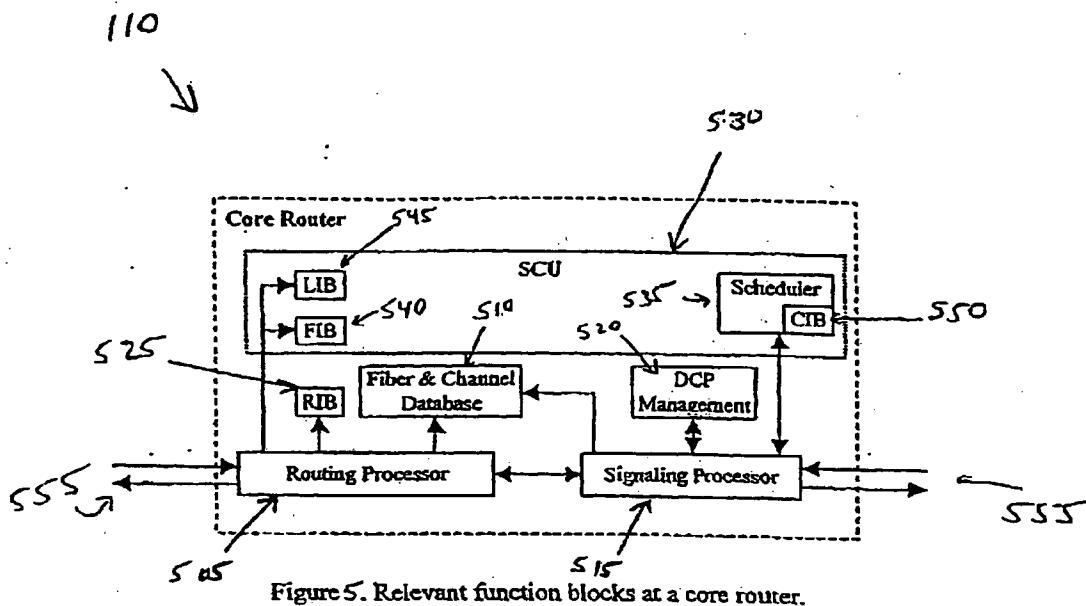 110
530
Core Router
545
SCU
LIB
535
Scheduler
540
510
520
CIB
550
FIB
525
Fiber & Channel
Database
DCP
Management
RIB
Routing Processor
Signaling Processor
555
555
505
515
Figure 5. Relevant function blocks at a core router.